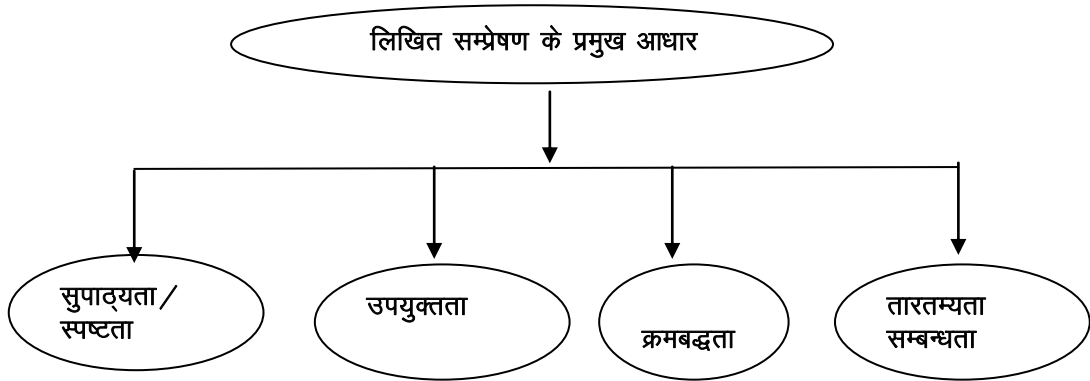 लिखित सम्प्रेषण के प्रमुख आधार
सुपाठ्यता/
स्पष्टता
उपयुक्तता
क्रमबद्धता
तारतम्यता
सम्बन्धता